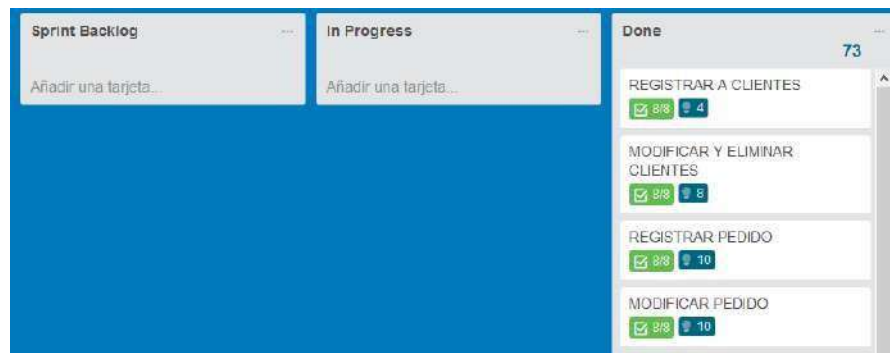 Sprint Backlog
Añadir una tarjeta...
In Progress
Añadir una tarjeta...
Done
73
REGISTRAR A CLIENTES
8/8 4
MODIFICAR Y ELIMINAR
CLIENTES
8/8 8
REGISTRAR PEDIDO
8/8 10
MODIFICAR PEDIDO
8/8 10